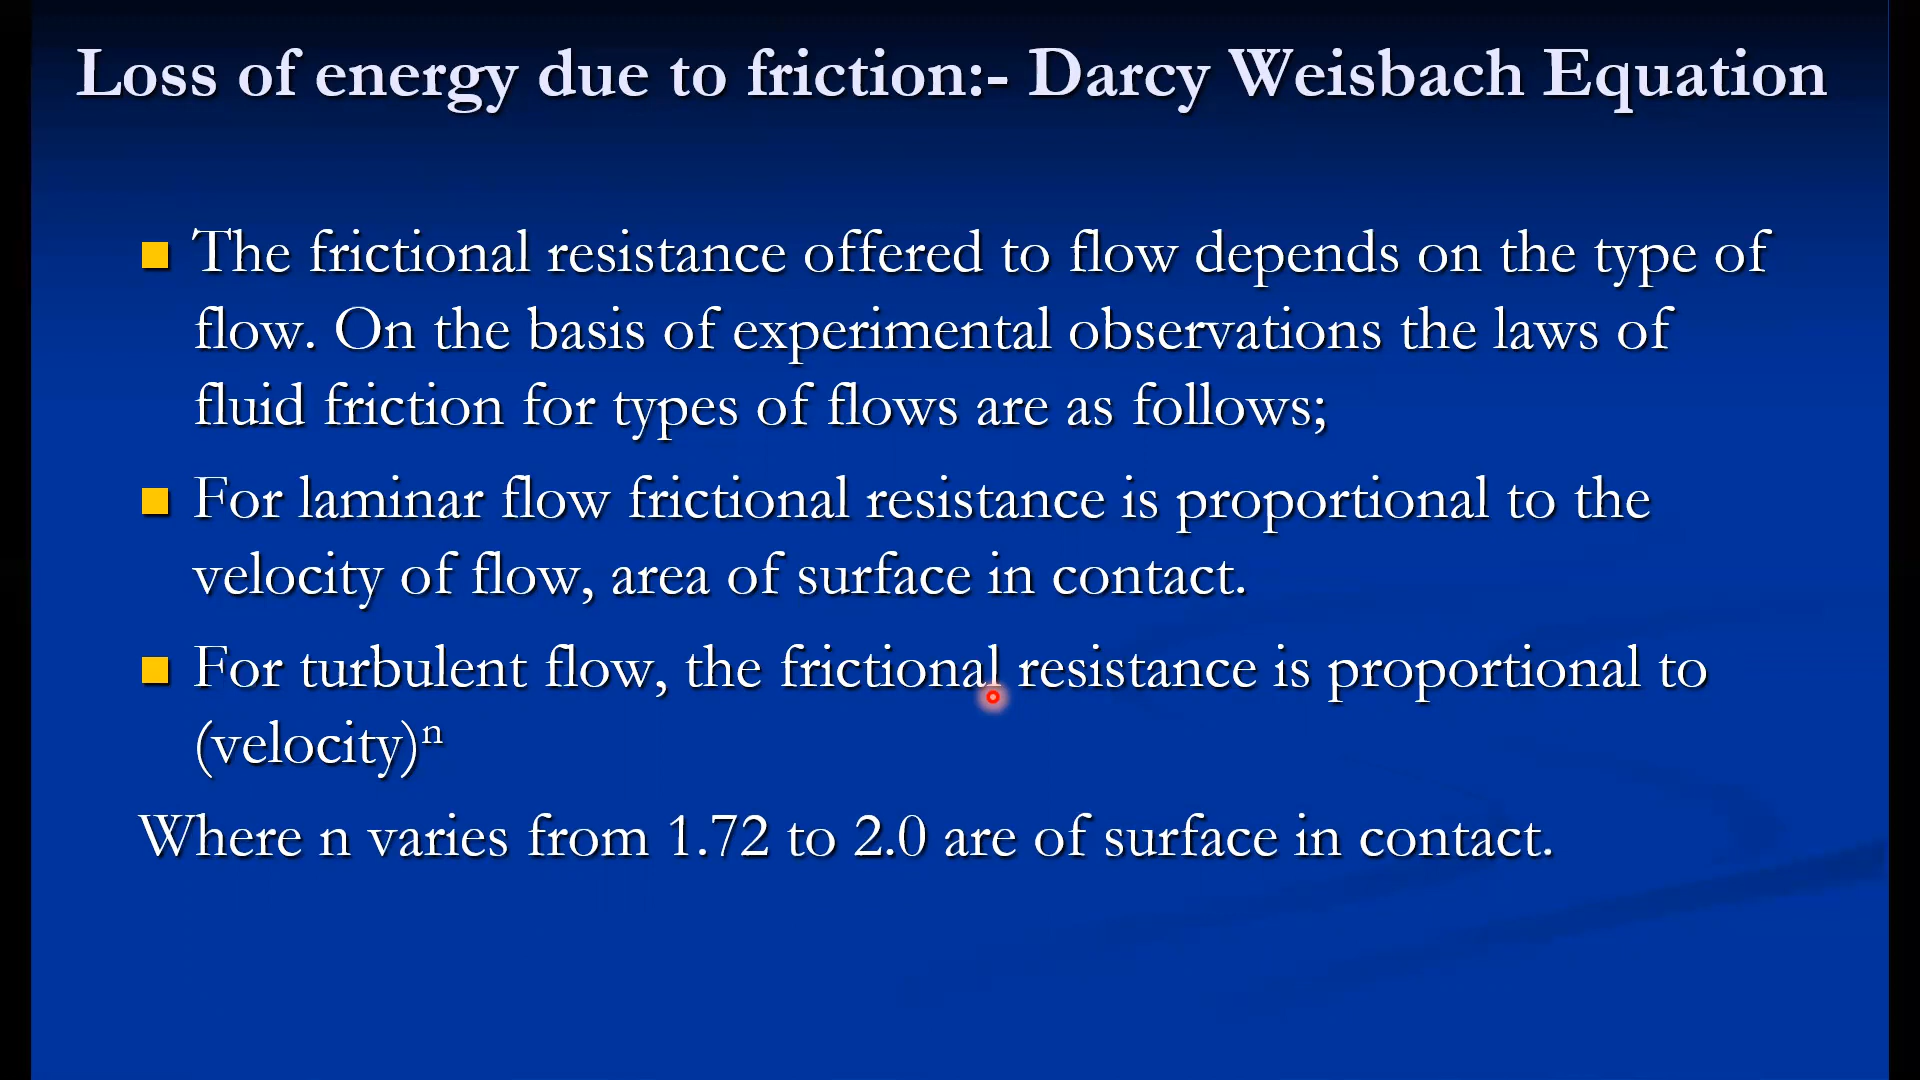 Loss of energy due to friction:- Darcy Weisbach Equation
The frictional resistance offered to flow depends on the type of
flow. On the basis of experimental observations the laws of
fluid friction for types of flows are as follows;
For laminar flow frictional resistance is proportional to the
velocity of flow, area of surface in contact.
For turbulent flow, the frictional resistance is proportional to
(velocity)ⁿ
Where n varies from 1.72 to 2.0 are of surface in contact.